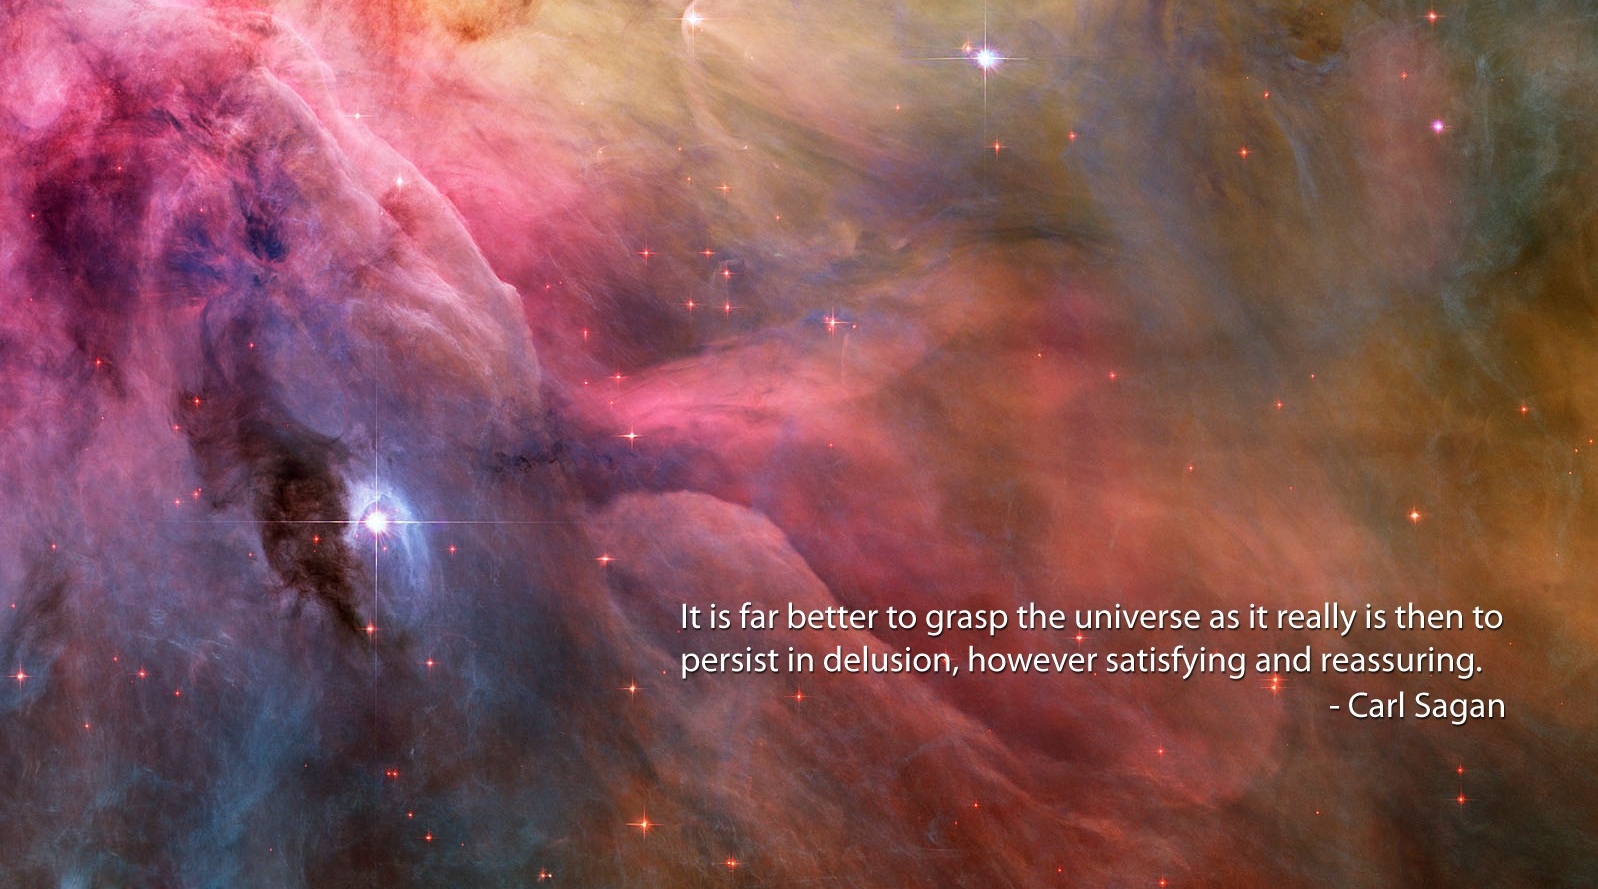 It is far better to grasp the universe as it really is then to
persist in delusion, however satisfying and reassuring.
- Carl Sagan